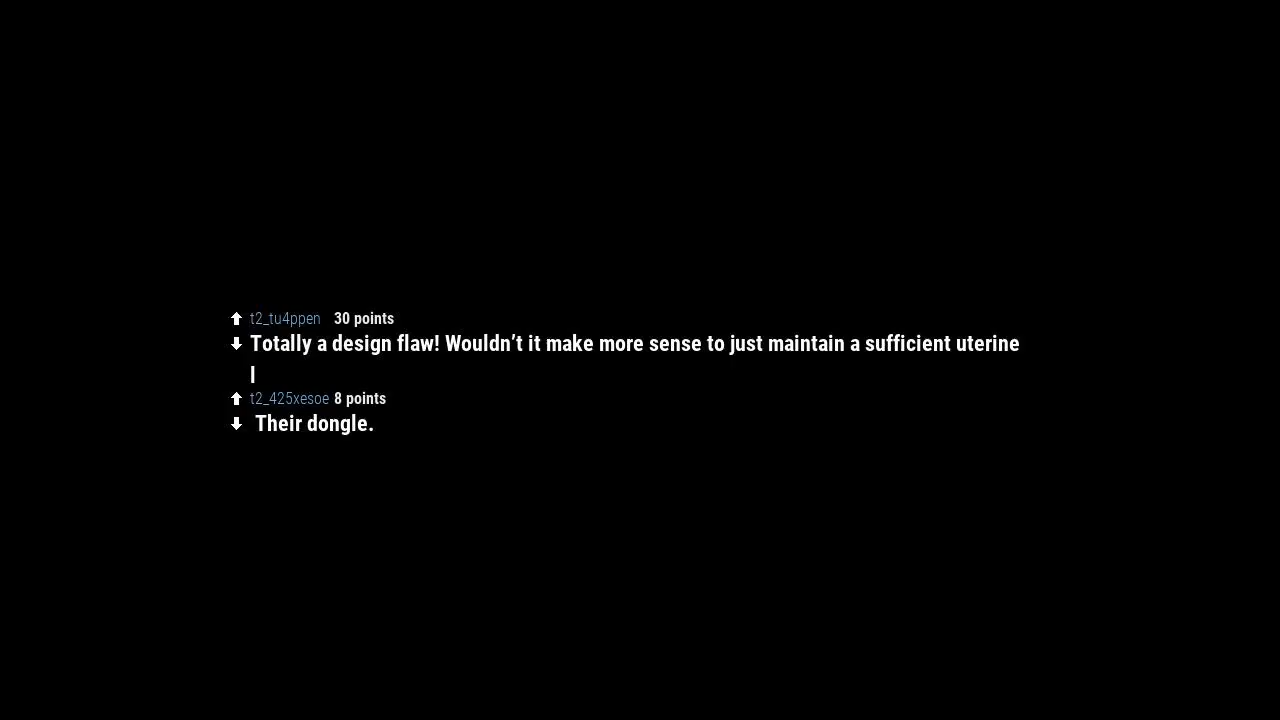 t2_tu4ppen 30 points
Totally a design flaw! Wouldn’t it make more sense to just maintain a sufficient uterine
l
t2_425xesoe 8 points
Their dongle.